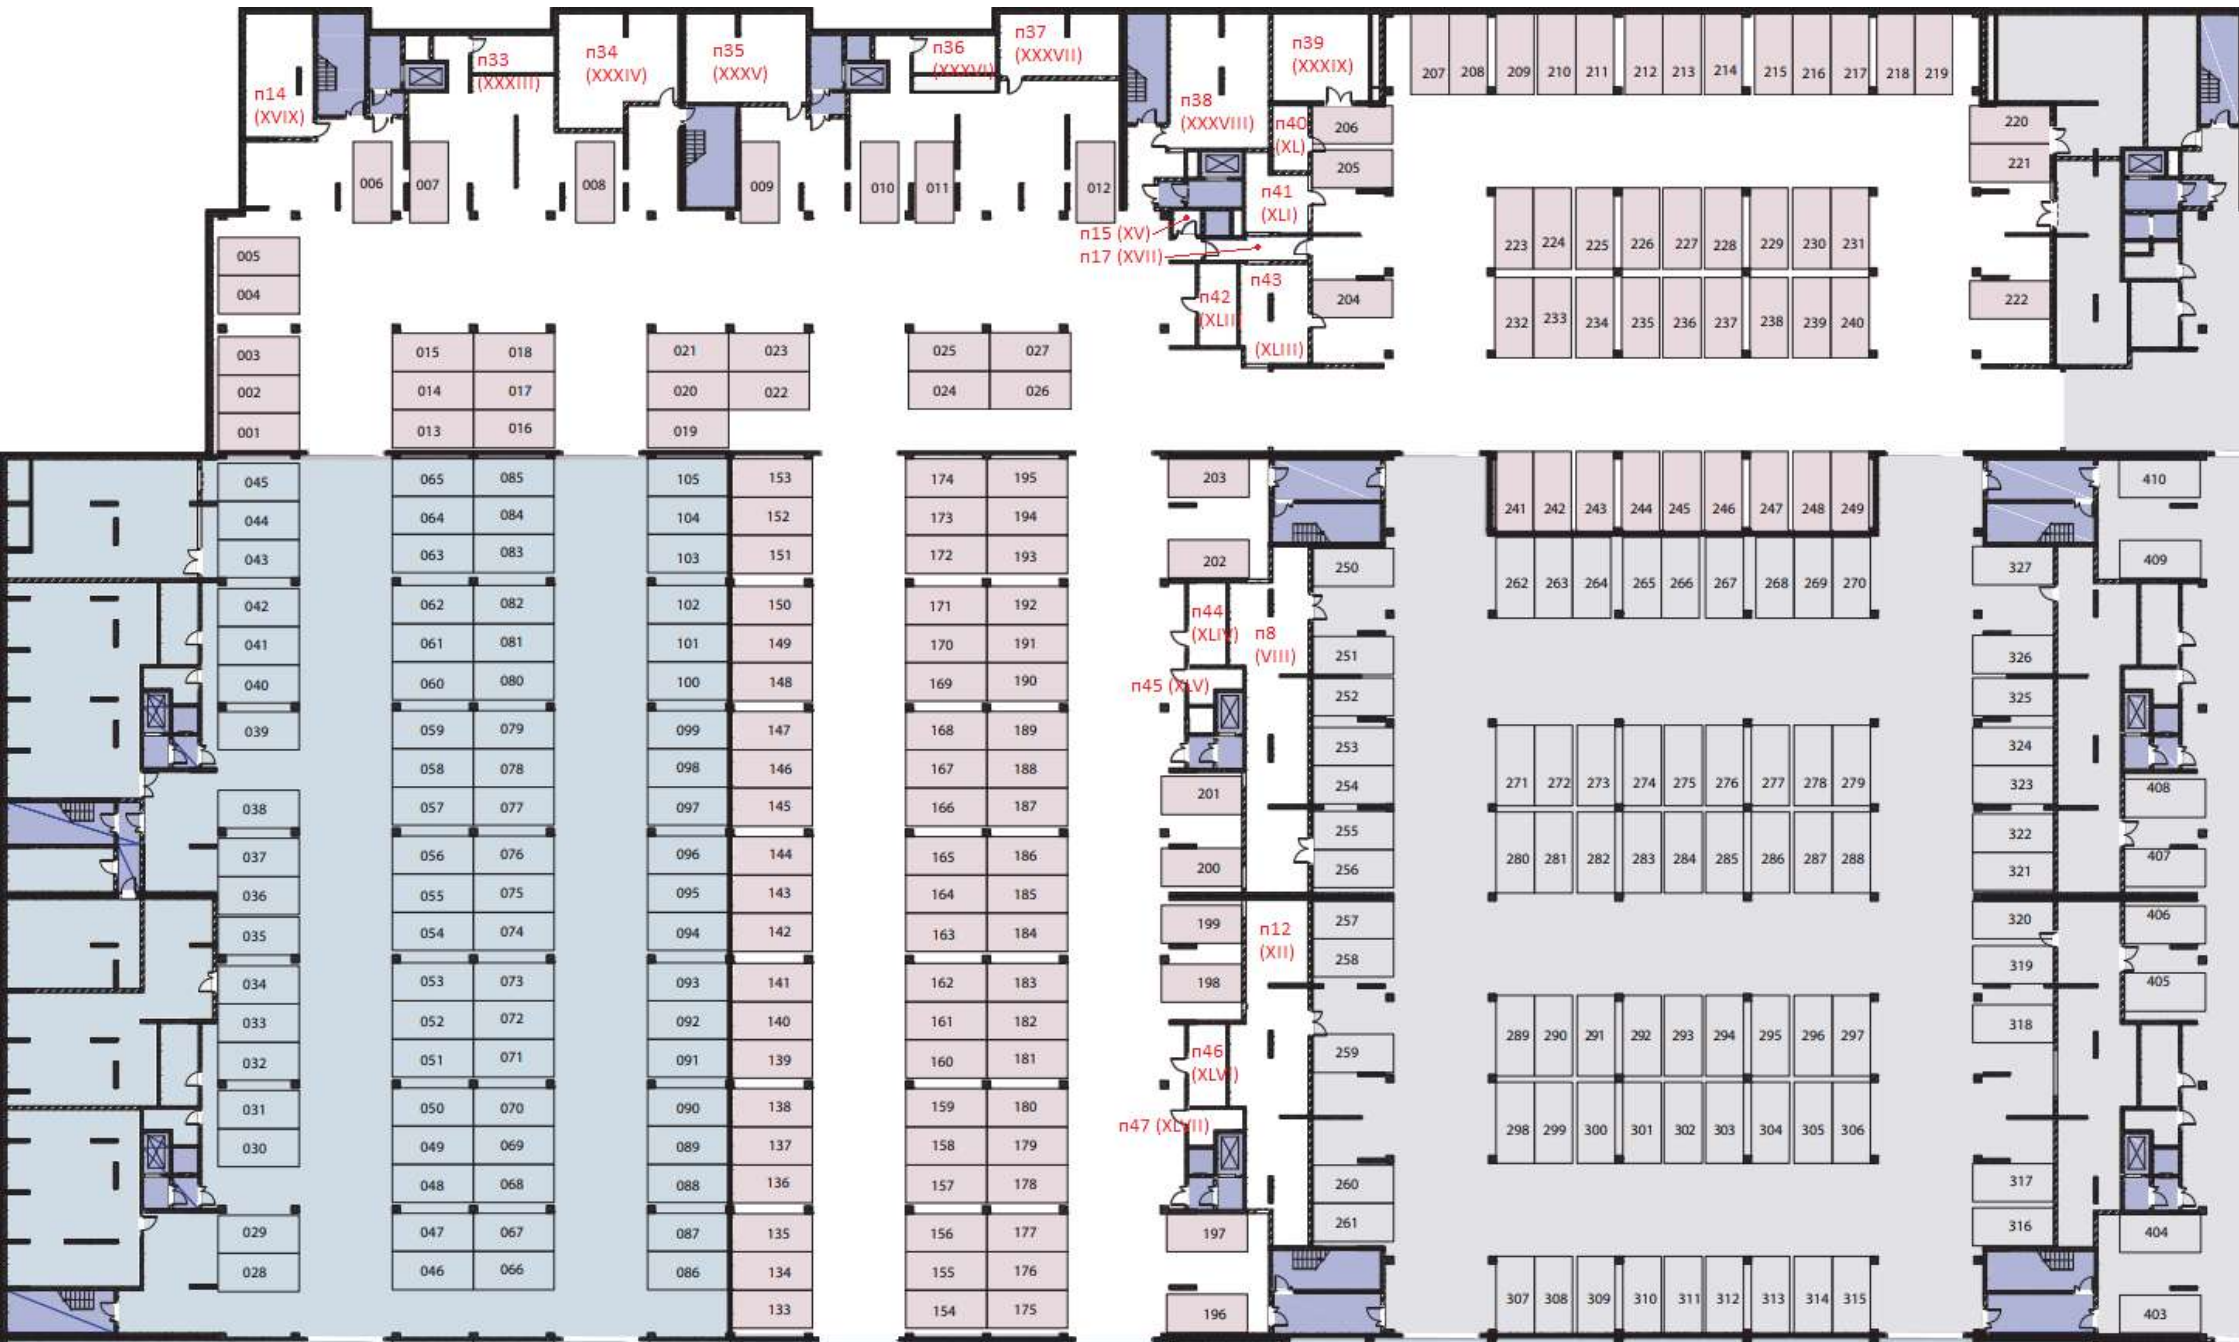 п14
(XVIX)
п33
(XXXIII)
п34
(XXXIV)
п35
(XXXV)
п36
(XXXVI)
п37
(XXXVII)
п38
(XXXVIII)
п39
(XXXIX)
п40
(XL)
п41
(XLI)
п15 (XV)
п17 (XVII)
п42
(XLII)
п43
(XLIII)
207 208 209 210 211 212 213 214 215 216 217 218 219
206
205
204
220
221
222
006 007 008 009 010 011 012
005
004
003
002
001
015 018
014 017
013 016
021 023
020 022
019
025 027
024 026
223 224 225 226 227 228 229 230 231
232 233 234 235 236 237 238 239 240
045
044
043
042
041
040
039
038
037
036
035
034
033
032
031
030
029
028
065 085
064 084
063 083
062 082
061 081
060 080
059 079
058 078
057 077
056 076
055 075
054 074
053 073
052 072
051 071
050 070
049 069
048 068
047 067
046 066
105 153
104 152
103 151
102 150
101 149
100 148
099 147
098 146
097 145
096 144
095 143
094 142
093 141
092 140
091 139
090 138
089 137
088 136
087 135
086 134
133
174 195
173 194
172 193
171 192
170 191
169 190
168 189
167 188
166 187
165 186
164 185
163 184
162 183
161 182
160 181
159 180
158 179
157 178
156 177
155 176
154 175
203
202
п44
(XLIV)
п8
(VIII)
п45 (XLV)
201
200
199
198
п12
(XII)
п46
(XLVI)
п47 (XLVII)
197
196
250
251
252
253
254
255
256
257
258
259
260
261
241 242 243 244 245 246 247 248 249
262 263 264 265 266 267 268 269 270
271 272 273 274 275 276 277 278 279
280 281 282 283 284 285 286 287 288
289 290 291 292 293 294 295 296 297
298 299 300 301 302 303 304 305 306
307 308 309 310 311 312 313 314 315
327
326
325
324
323
322
321
320
319
318
317
316
410
409
408
407
406
405
404
403